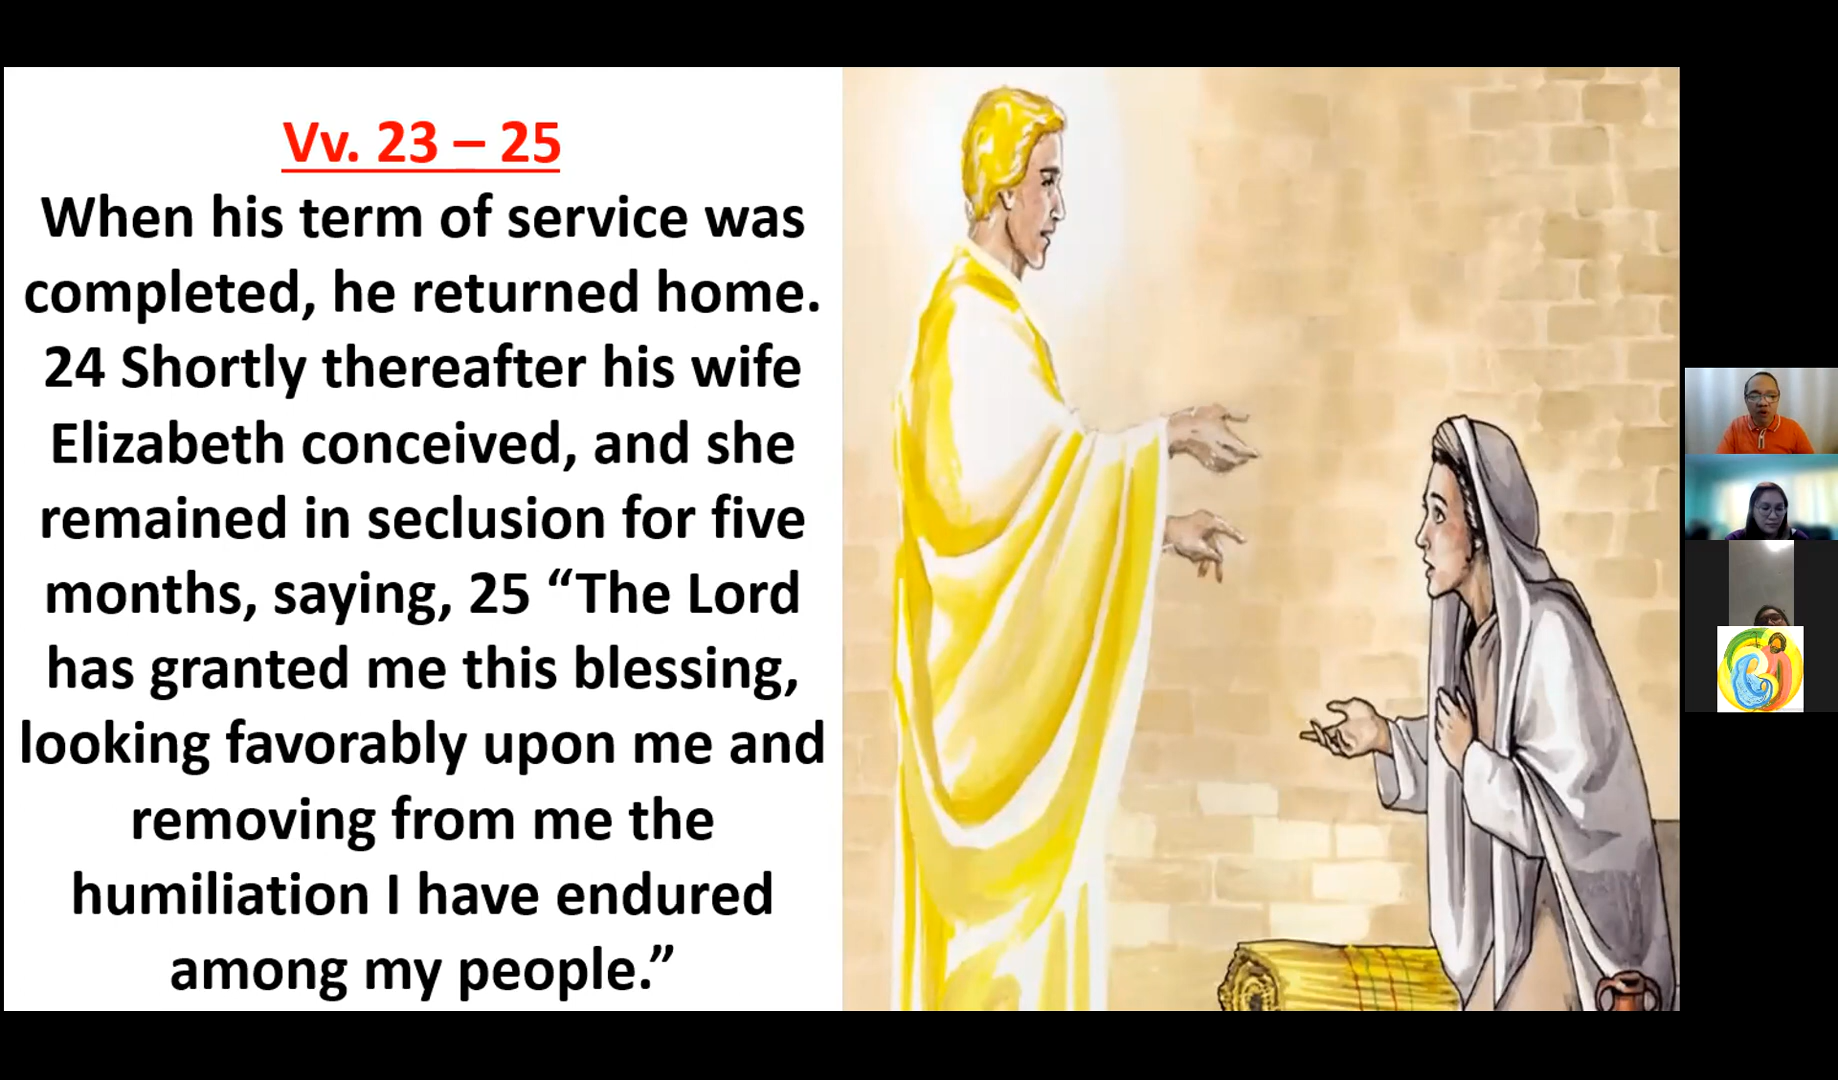 Vv. 23 – 25
When his term of service was
completed, he returned home.
24 Shortly thereafter his wife
Elizabeth conceived, and she
remained in seclusion for five
months, saying, 25 “The Lord
has granted me this blessing,
looking favorably upon me and
removing from me the
humiliation I have endured
among my people.”